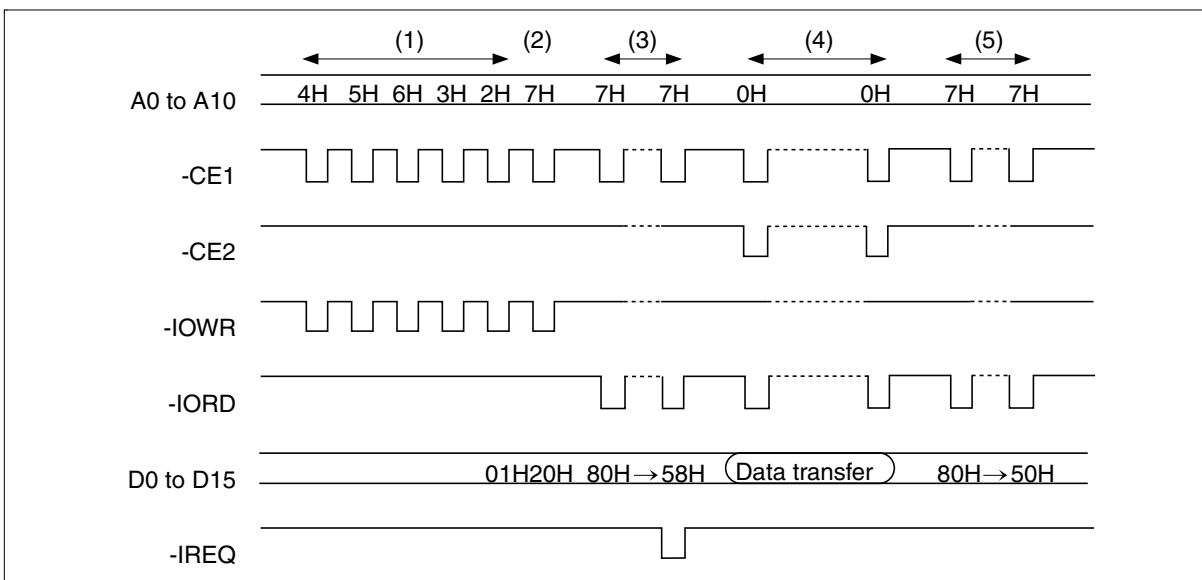 (1) (2) (3) (4) (5)
A0 to A10 4H 5H 6H 3H 2H 7H 7H 7H 0H 0H 7H 7H
-CE1
-CE2
-IOWR
-IORD
D0 to D15 01H20H 80H→58H Data transfer 80H→50H
-IREQ